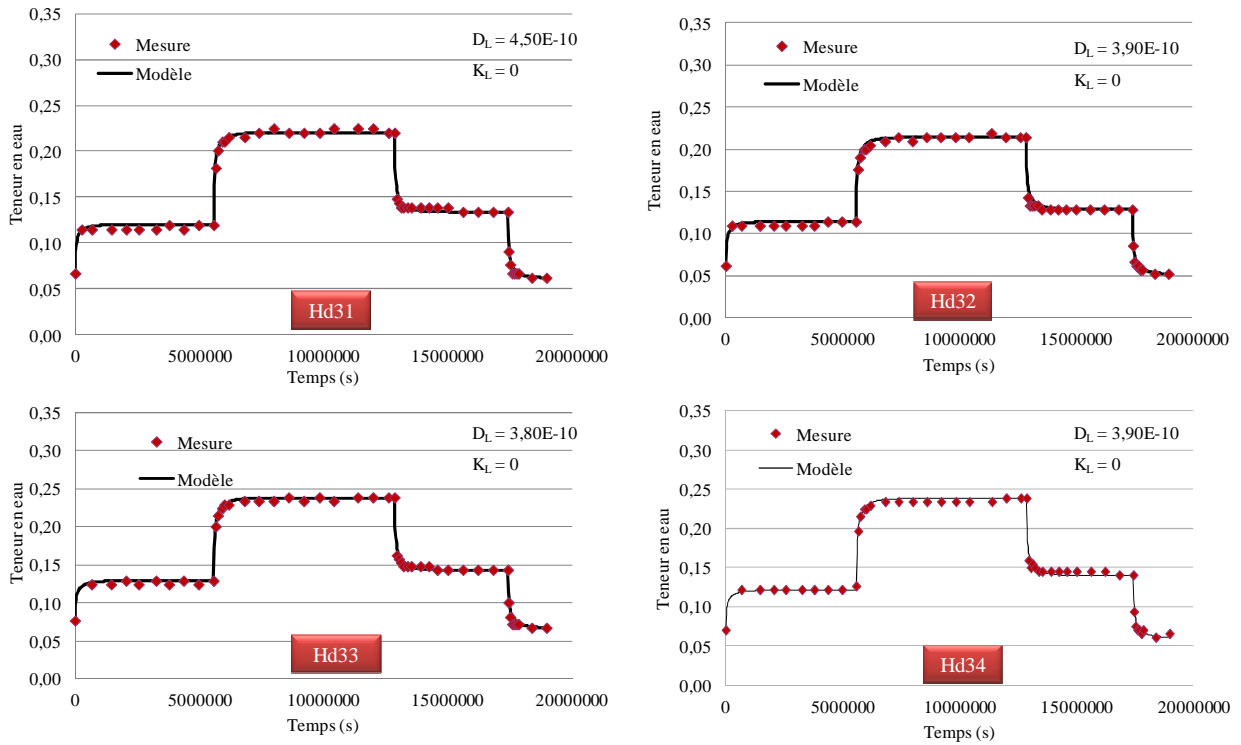 0,35
0,30
0,25
0,20
0,15
0,10
0,05
0,00
Teneur en eau
Mesure
Modèle
D_L = 4,50E-10
K_L = 0
Hd31
0 5000000 10000000 15000000 20000000
Temps (s)
0,35
0,30
0,25
0,20
0,15
0,10
0,05
0,00
Teneur en eau
Mesure
Modèle
D_L = 3,90E-10
K_L = 0
Hd32
0 5000000 10000000 15000000 20000000
Temps (s)
0,35
0,30
0,25
0,20
0,15
0,10
0,05
0,00
Teneur en eau
Mesure
Modèle
D_L = 3,80E-10
K_L = 0
Hd33
0 5000000 10000000 15000000 20000000
Temps (s)
0,35
0,30
0,25
0,20
0,15
0,10
0,05
0,00
Teneur en eau
Mesure
Modèle
D_L = 3,90E-10
K_L = 0
Hd34
0 5000000 10000000 15000000 20000000
Temps (s)